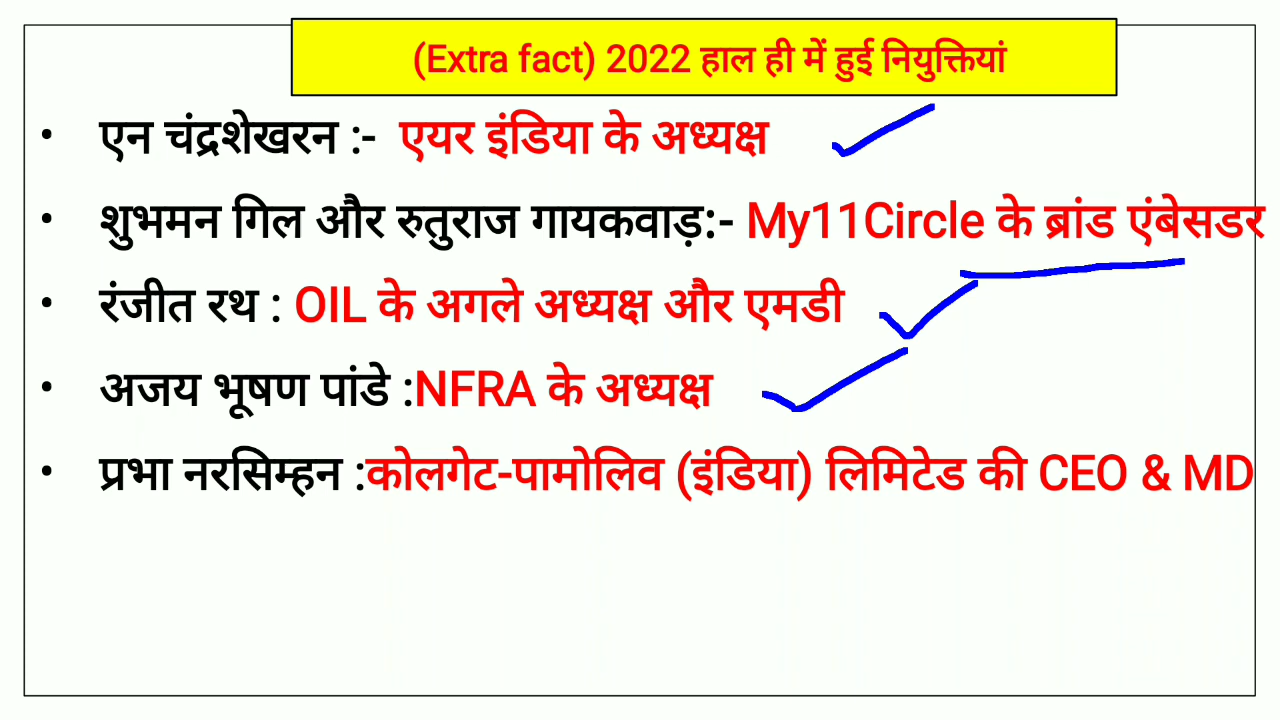 (Extra fact) 2022 हाल ही में हुई नियुक्तियां
• एन चंद्रशेखरन :- एयर इंडिया के अध्यक्ष
• शुभमन गिल और रुतुराज गायकवाड़:- My11Circle के ब्रांड एंबेसडर
• रंजीत रथ : OIL के अगले अध्यक्ष और एमडी
• अजय भूषण पांडे :NFRA के अध्यक्ष
• प्रभा नरसिम्हन :कोलगेट-पामोलिव (इंडिया) लिमिटेड की CEO & MD